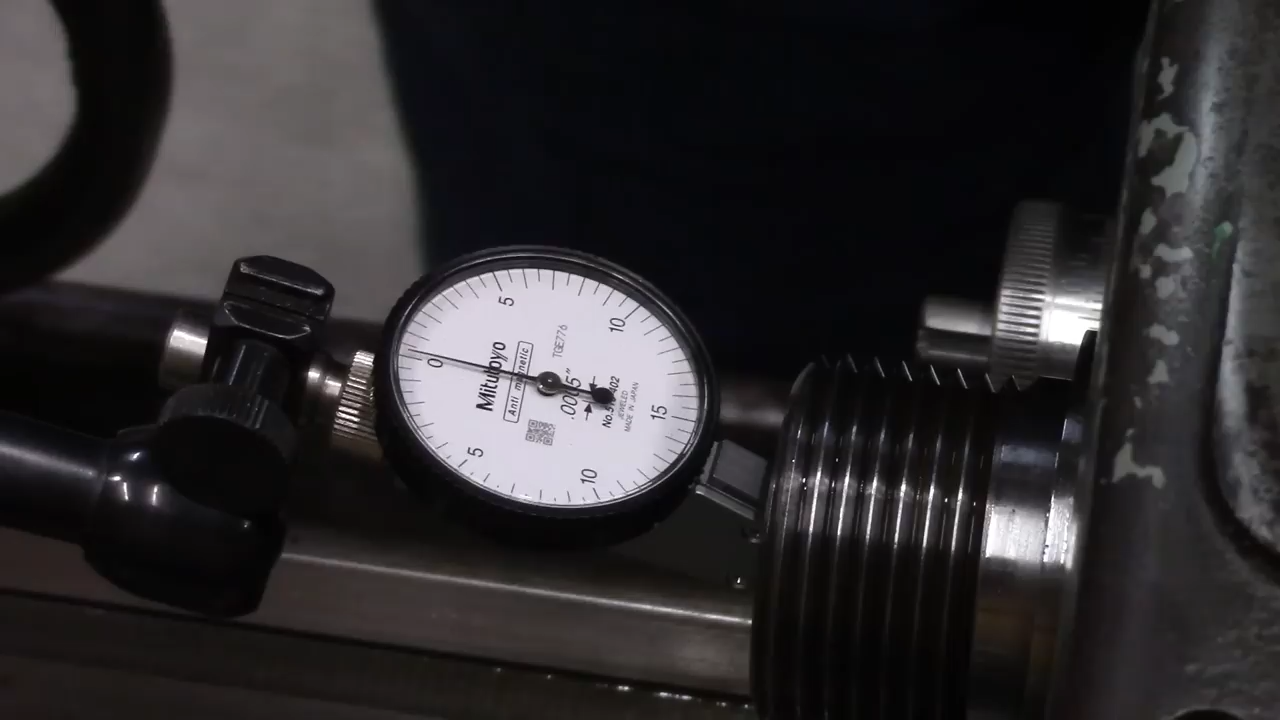 5
10
0
Mitutoyo
Anti magnetic
TGE776
.0005"
JEWELED
MADE IN JAPAN
15
5
10